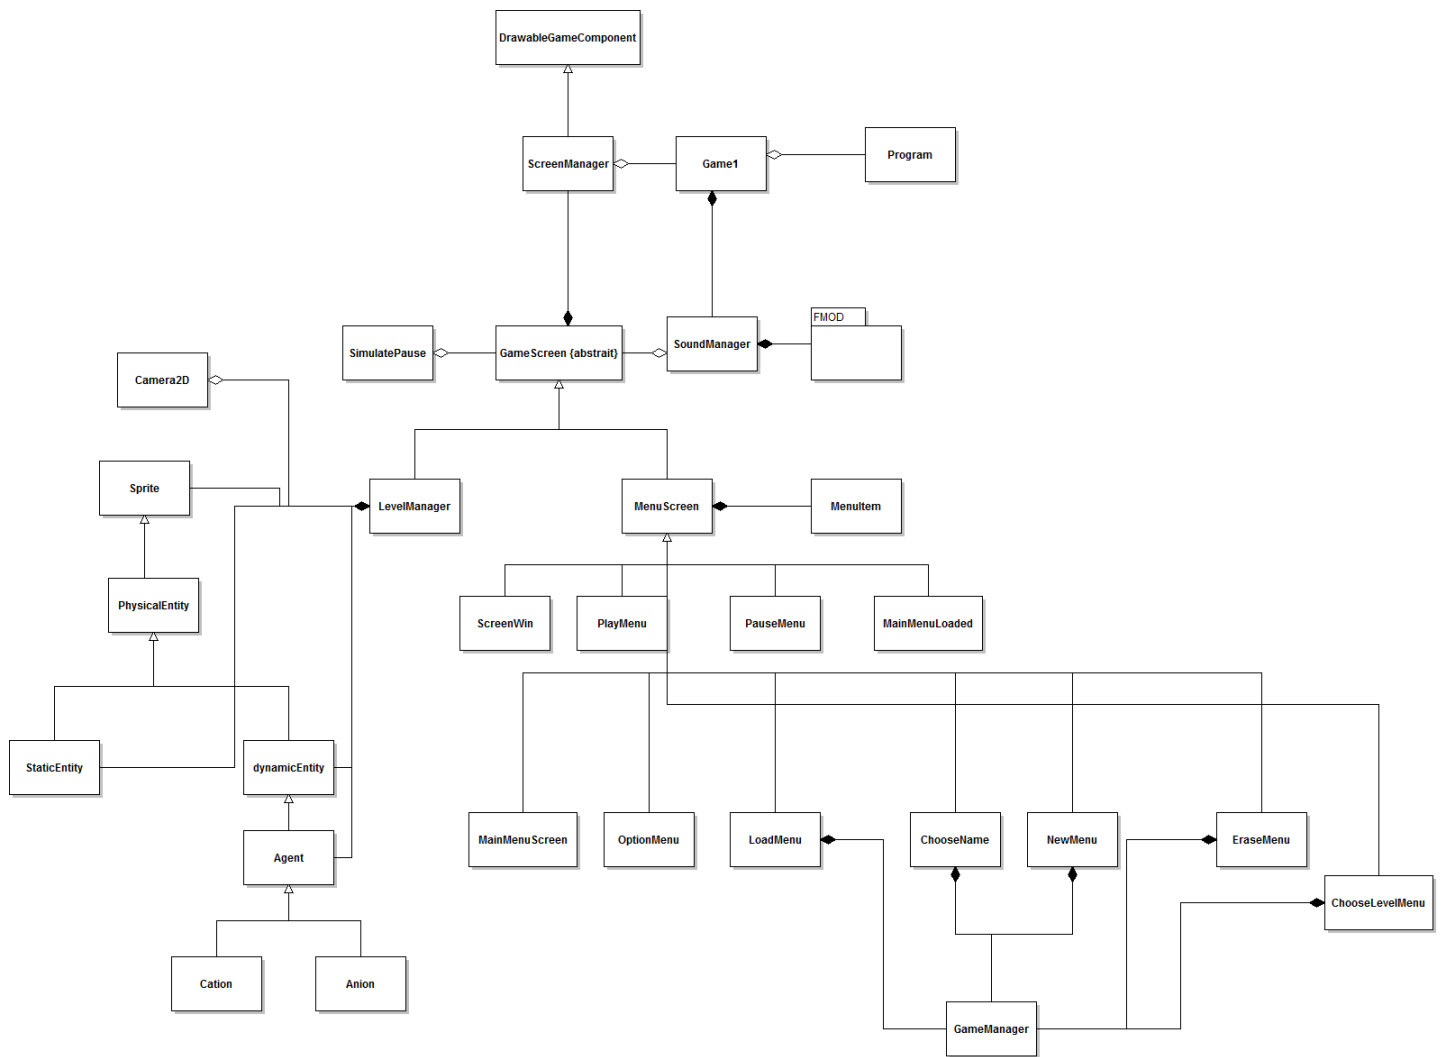 DrawableGameComponent
ScreenManager
Game1
Program
FMOD
SimulatePause
GameScreen {abstrait}
SoundManager
Camera2D
Sprite
LevelManager
MenuScreen
MenuItem
PhysicalEntity
ScreenWin
PlayMenu
PauseMenu
MainMenuLoaded
StaticEntity
dynamicEntity
MainMenuScreen
OptionMenu
LoadMenu
ChooseName
NewMenu
EraseMenu
Agent
ChooseLevelMenu
Cation
Anion
GameManager